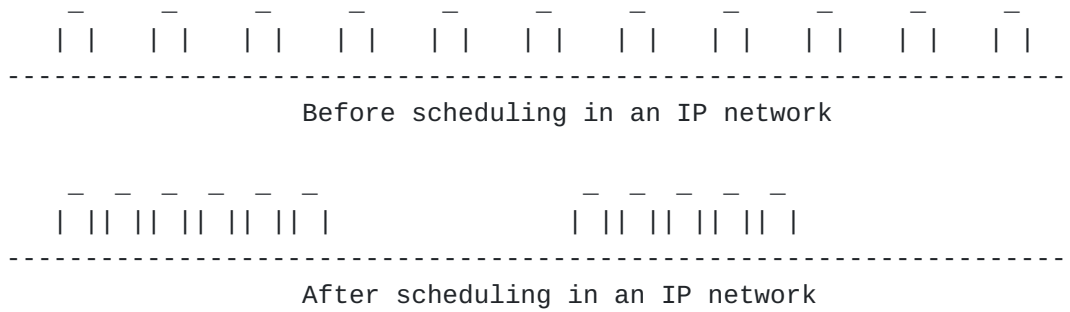 Before scheduling in an IP network
After scheduling in an IP network